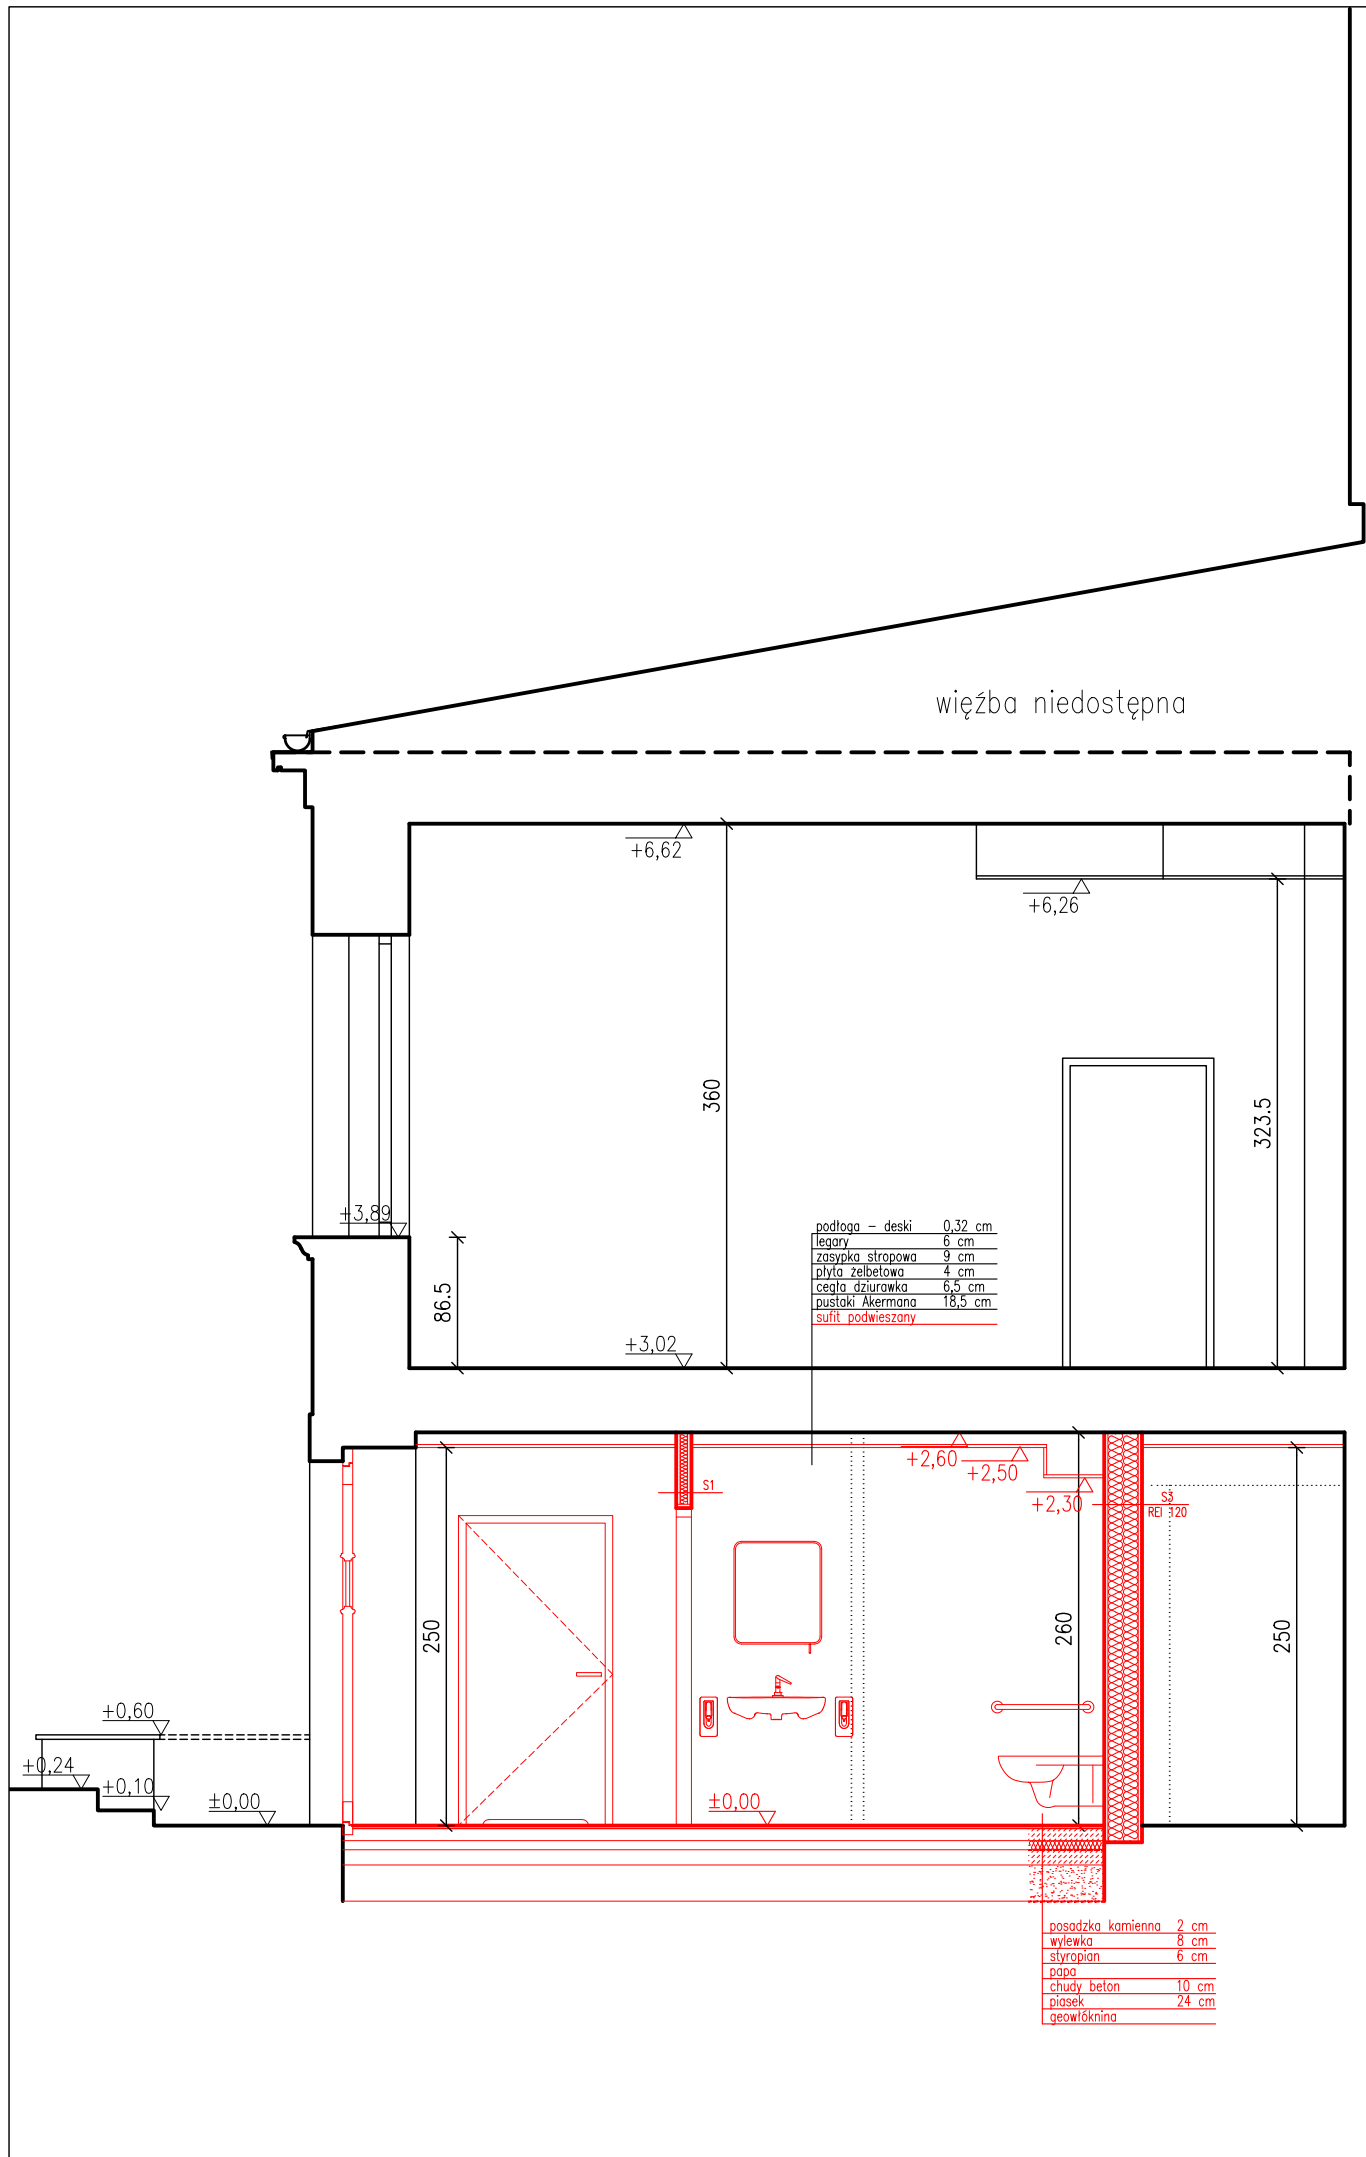 więźba niedostępna
+6,62
+6,26
360
323.5
+3,89
86.5
podłoga – deski 0,32 cm
legary 6 cm
zasypka stropowa 9 cm
płyta żelbetowa 4 cm
cegła dziurawka 6,5 cm
pustaki Akermana 18,5 cm
sufit podwieszany
+3,02
+2,60
+2,50
+2,30
S1
S3
REI 120
250
260
250
+0,60
+0,24
+0,10
±0,00
±0,00
posadzka kamienna 2 cm
wylewka 8 cm
styropian 6 cm
papa
chudy beton 10 cm
piasek 24 cm
geowłóknina